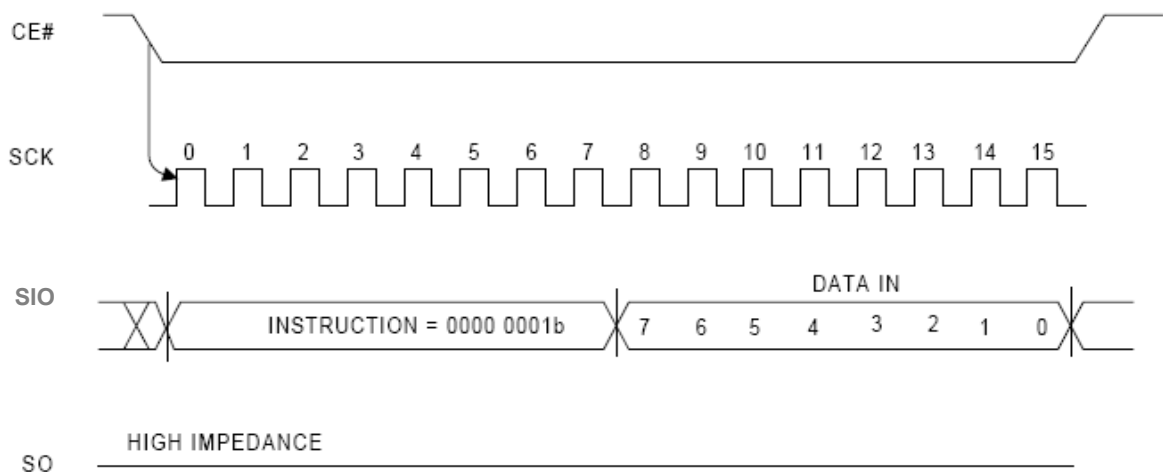 CE#
SCK
0 1 2 3 4 5 6 7 8 9 10 11 12 13 14 15
DATA IN
SIO
INSTRUCTION = 0000 0001b 7 6 5 4 3 2 1 0
HIGH IMPEDANCE
SO